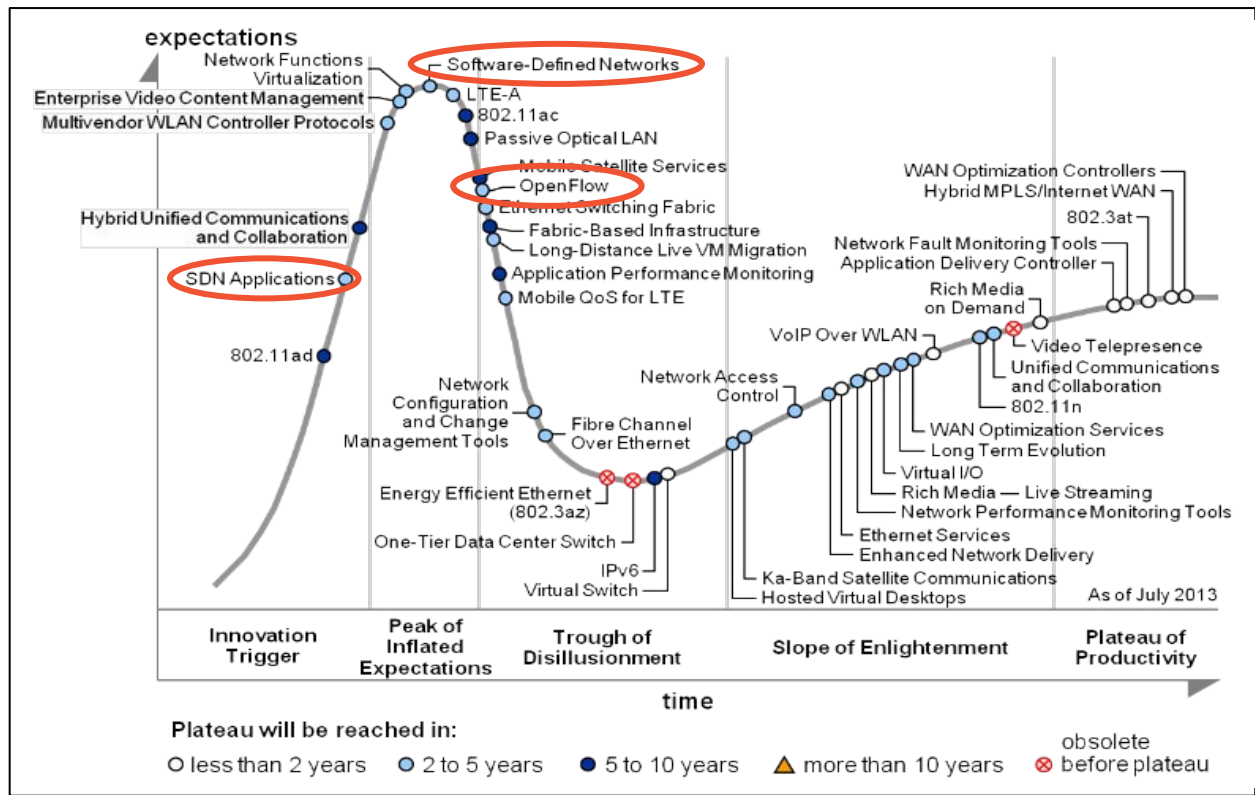 expectations
Network Functions
Virtualization
Enterprise Video Content Management
Multivendor WLAN Controller Protocols
Hybrid Unified Communications
and Collaboration
SDN Applications
802.11ad
Software-Defined Networks
LTE-A
802.11ac
Passive Optical LAN
Mobile Satellite Services
OpenFlow
Ethernet Switching Fabric
Fabric-Based Infrastructure
Long-Distance Live VM Migration
Application Performance Monitoring
Mobile QoS for LTE
Network
Configuration
and Change
Management Tools
Fibre Channel
Over Ethernet
Energy Efficient Ethernet
(802.3az)
One-Tier Data Center Switch
IPv6
Virtual Switch
Network Access
Control
VoIP Over WLAN
Rich Media
on Demand
WAN Optimization Controllers
Hybrid MPLS/Internet WAN
802.3at
Network Fault Monitoring Tools
Application Delivery Controller
Video Telepresence
Unified Communications
and Collaboration
802.11n
WAN Optimization Services
Long Term Evolution
Virtual I/O
Rich Media — Live Streaming
Network Performance Monitoring Tools
Ethernet Services
Enhanced Network Delivery
Ka-Band Satellite Communications
Hosted Virtual Desktops
As of July 2013
Innovation
Trigger
Peak of
Inflated
Expectations
Trough of
Disillusionment
Slope of Enlightenment
Plateau of
Productivity
time
Plateau will be reached in:
less than 2 years
2 to 5 years
5 to 10 years
more than 10 years
obsolete
before plateau